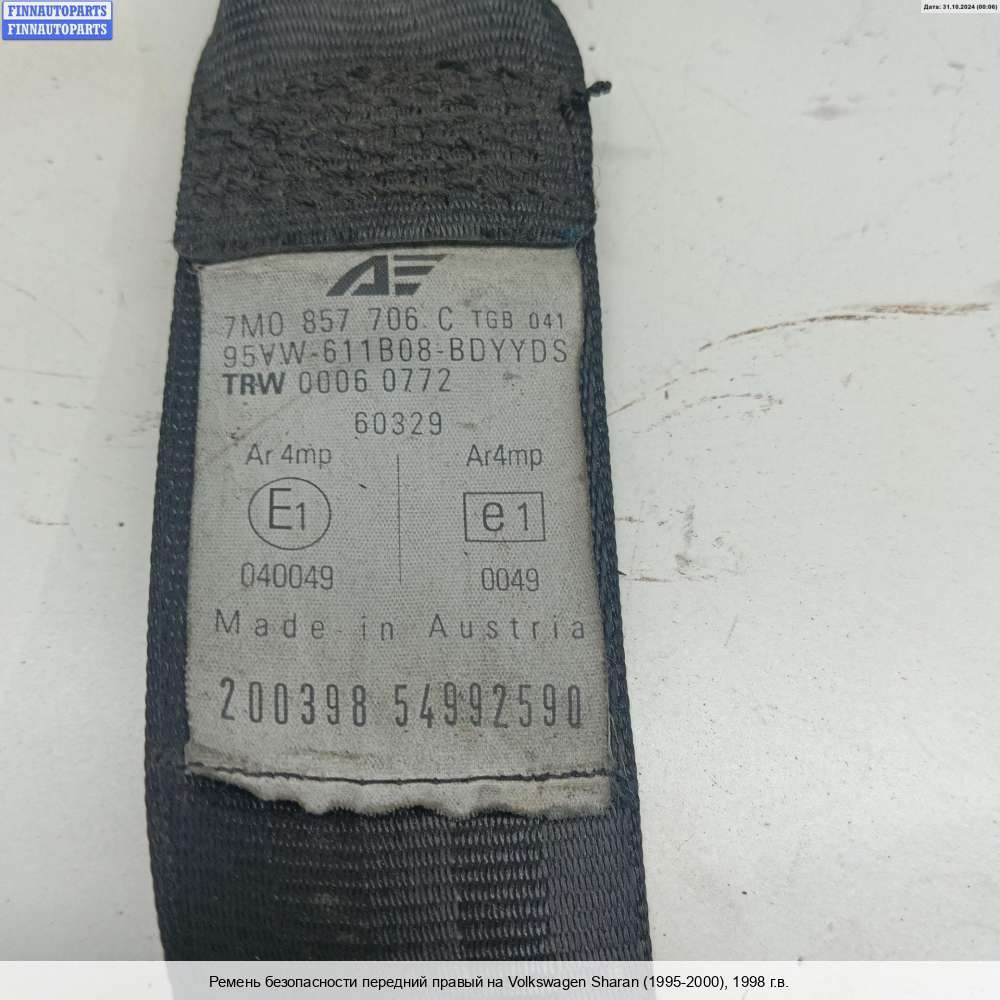 FINNAUTOPARTS
FINNAUTOPARTS
Дата: 31.10.2024 (00:06)
AE
7M0 857 706 C TGB 041
95VW-611B08-BDYYDS
TRW 0006 0772
60329
Ar 4mp Ar4mp
E1 e1
040049 0049
Made in Austria
200398 54992590
Ремень безопасности передний правый на Volkswagen Sharan (1995-2000), 1998 г.в.